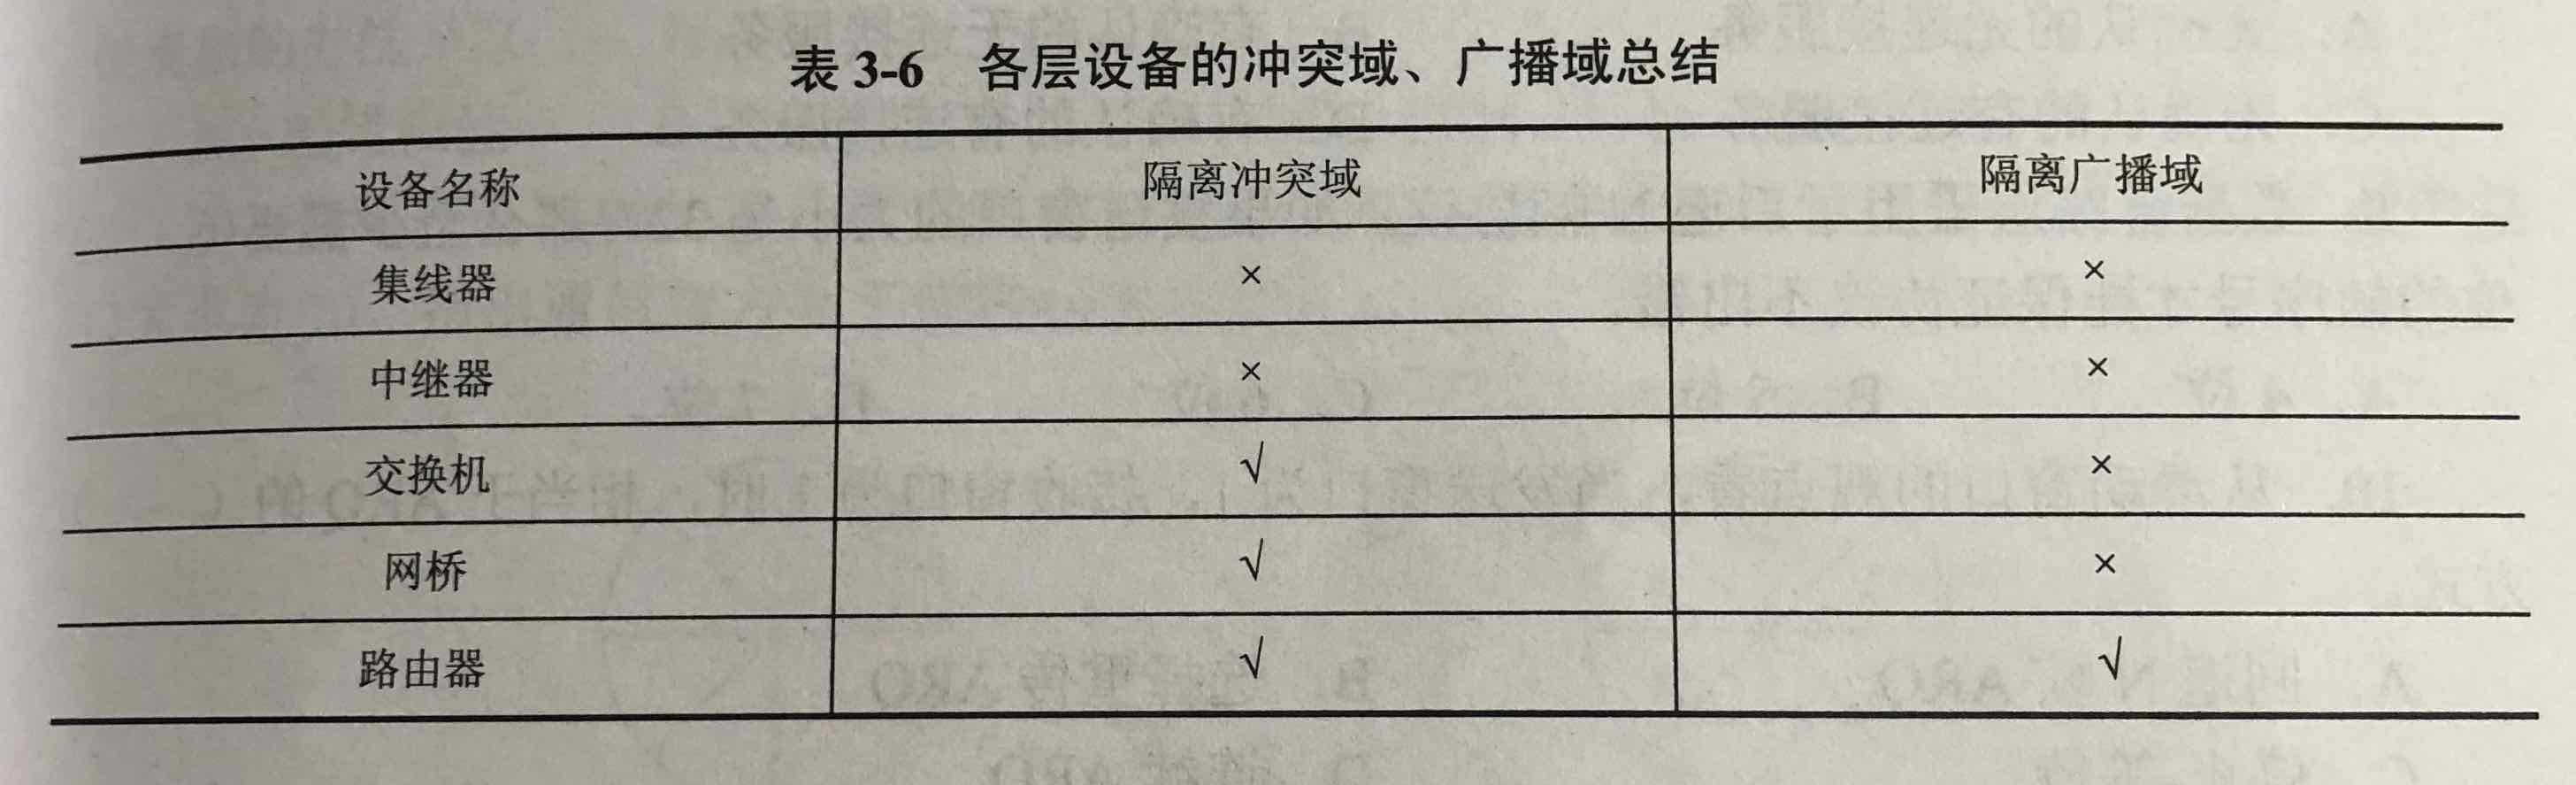 表 3-6 各层设备的冲突域、广播域总结
设备名称 隔离冲突域 隔离广播域
集线器 × ×
中继器 × ×
交换机 √ ×
网桥 √ ×
路由器 √ √